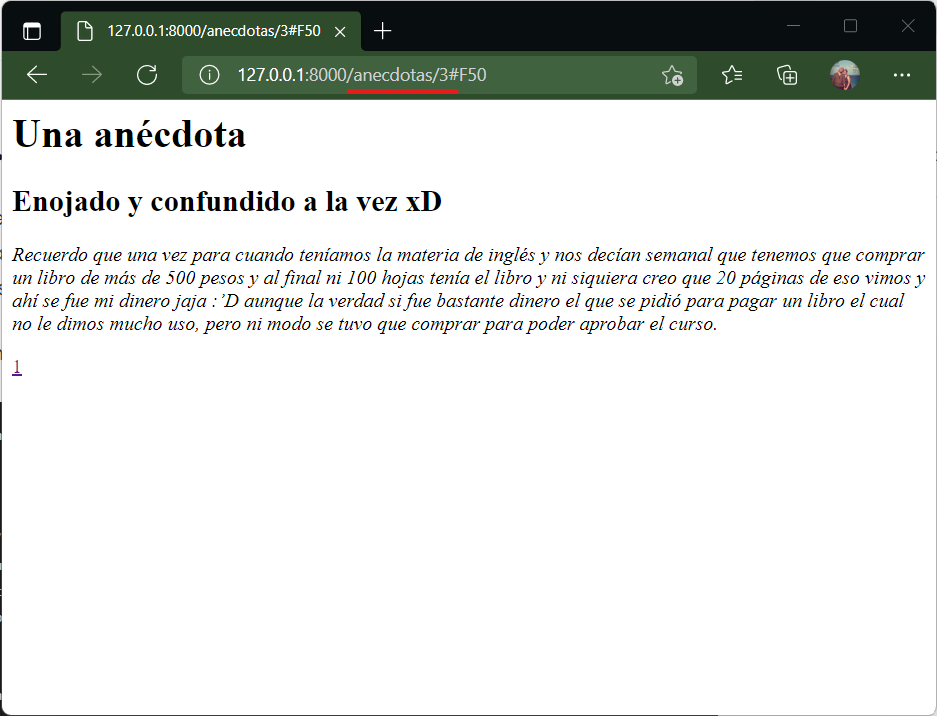 127.0.0.1:8000/anecdotas/3#F50
127.0.0.1:8000/anecdotas/3#F50
Una anécdota
Enojado y confundido a la vez xD
Recuerdo que una vez para cuando teníamos la materia de inglés y nos decían semanal que tenemos que comprar
un libro de más de 500 pesos y al final ni 100 hojas tenía el libro y ni siquiera creo que 20 páginas de eso vimos y
ahí se fue mi dinero jaja :’D aunque la verdad si fue bastante dinero el que se pidió para pagar un libro el cual
no le dimos mucho uso, pero ni modo se tuvo que comprar para poder aprobar el curso.
1